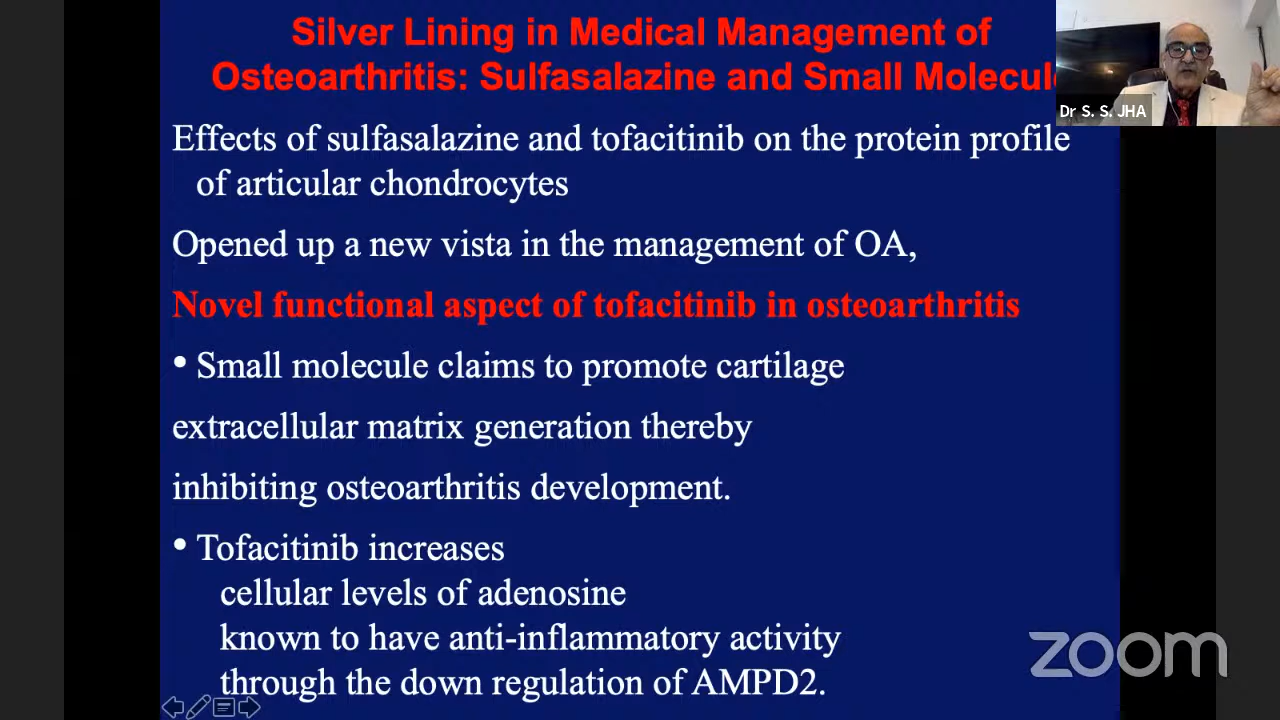 Silver Lining in Medical Management of
Osteoarthritis: Sulfasalazine and Small Molecul
Dr S. S. JHA
Effects of sulfasalazine and tofacitinib on the protein profile
of articular chondrocytes
Opened up a new vista in the management of OA,
Novel functional aspect of tofacitinib in osteoarthritis
• Small molecule claims to promote cartilage
extracellular matrix generation thereby
inhibiting osteoarthritis development.
• Tofacitinib increases
cellular levels of adenosine
known to have anti-inflammatory activity
through the down regulation of AMPD2.
zoom